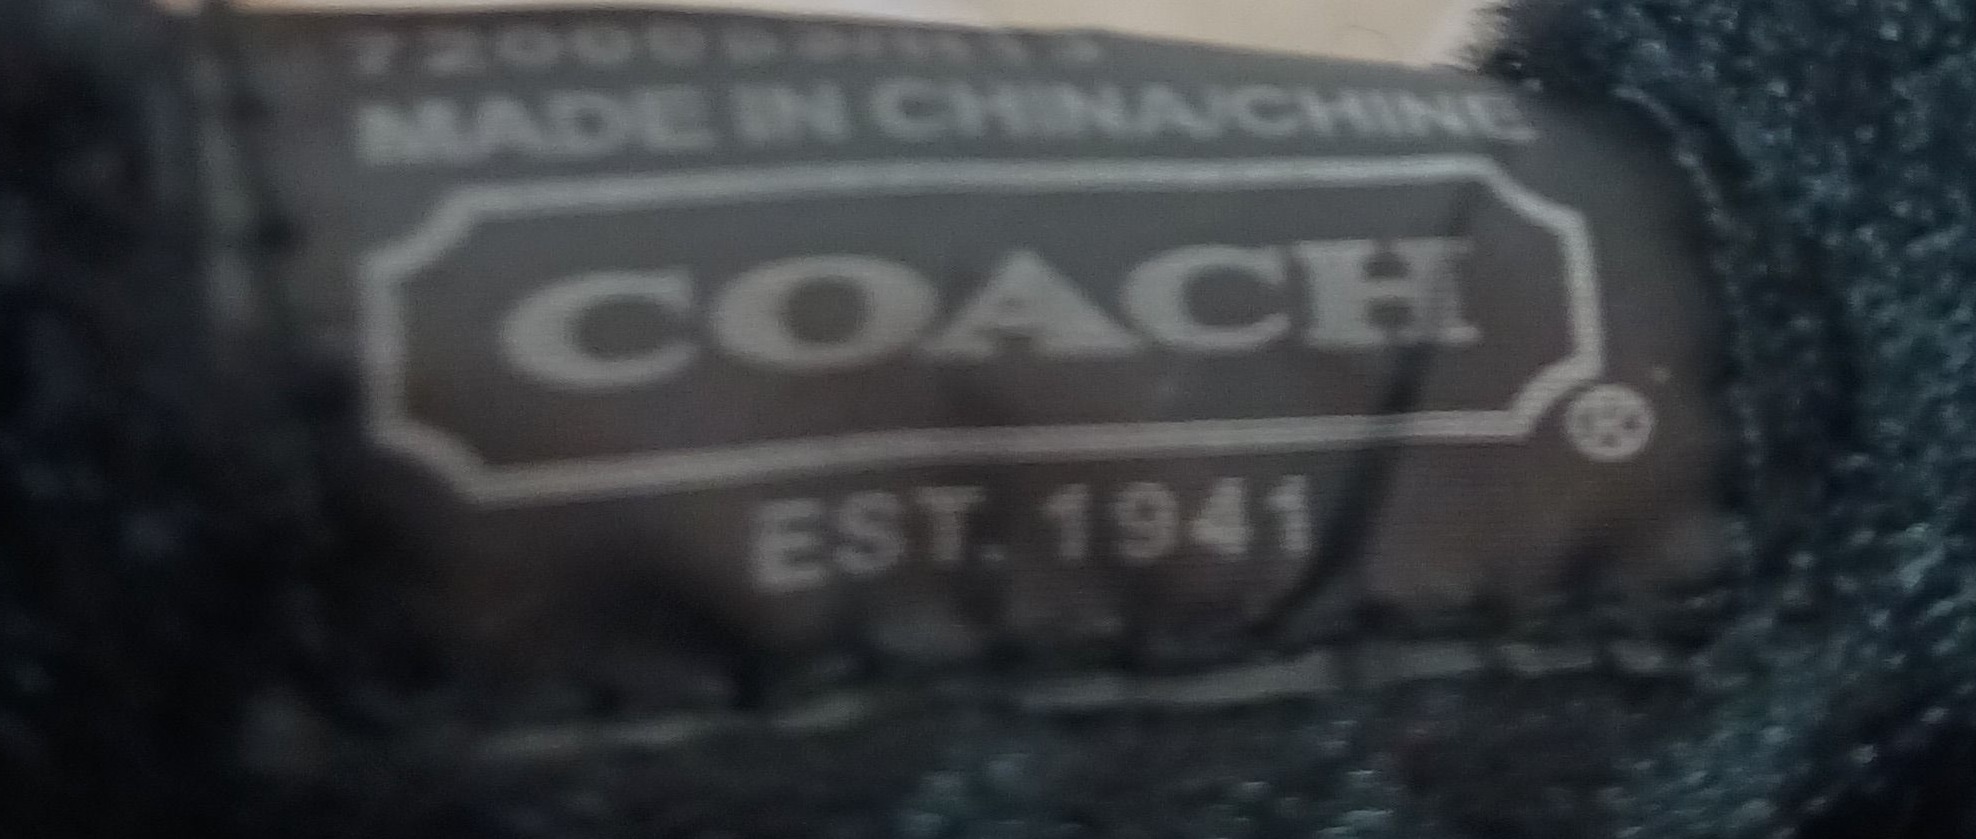 MADE IN CHINA/CHINE
COACH
®
EST. 1941